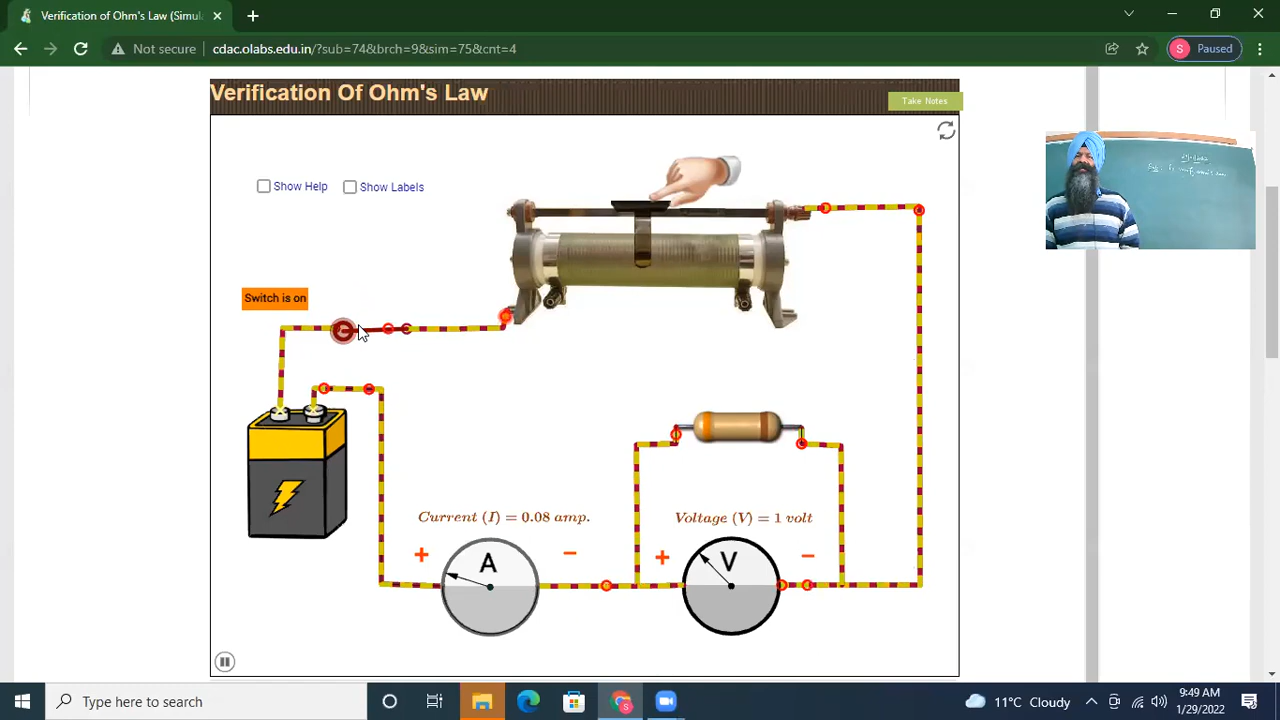 Verification of Ohm's Law (Simula
Not secure
cdac.olabs.edu.in/?sub=74&brch=9&sim=75&cnt=4
S
Paused
Verification Of Ohm's Law
Take Notes
Show Help
Show Labels
Switch is on
Current (I) = 0.08 amp.
Voltage (V) = 1 volt
+
−
+
−
A
V
Type here to search
11°C Cloudy
9:49 AM
1/29/2022